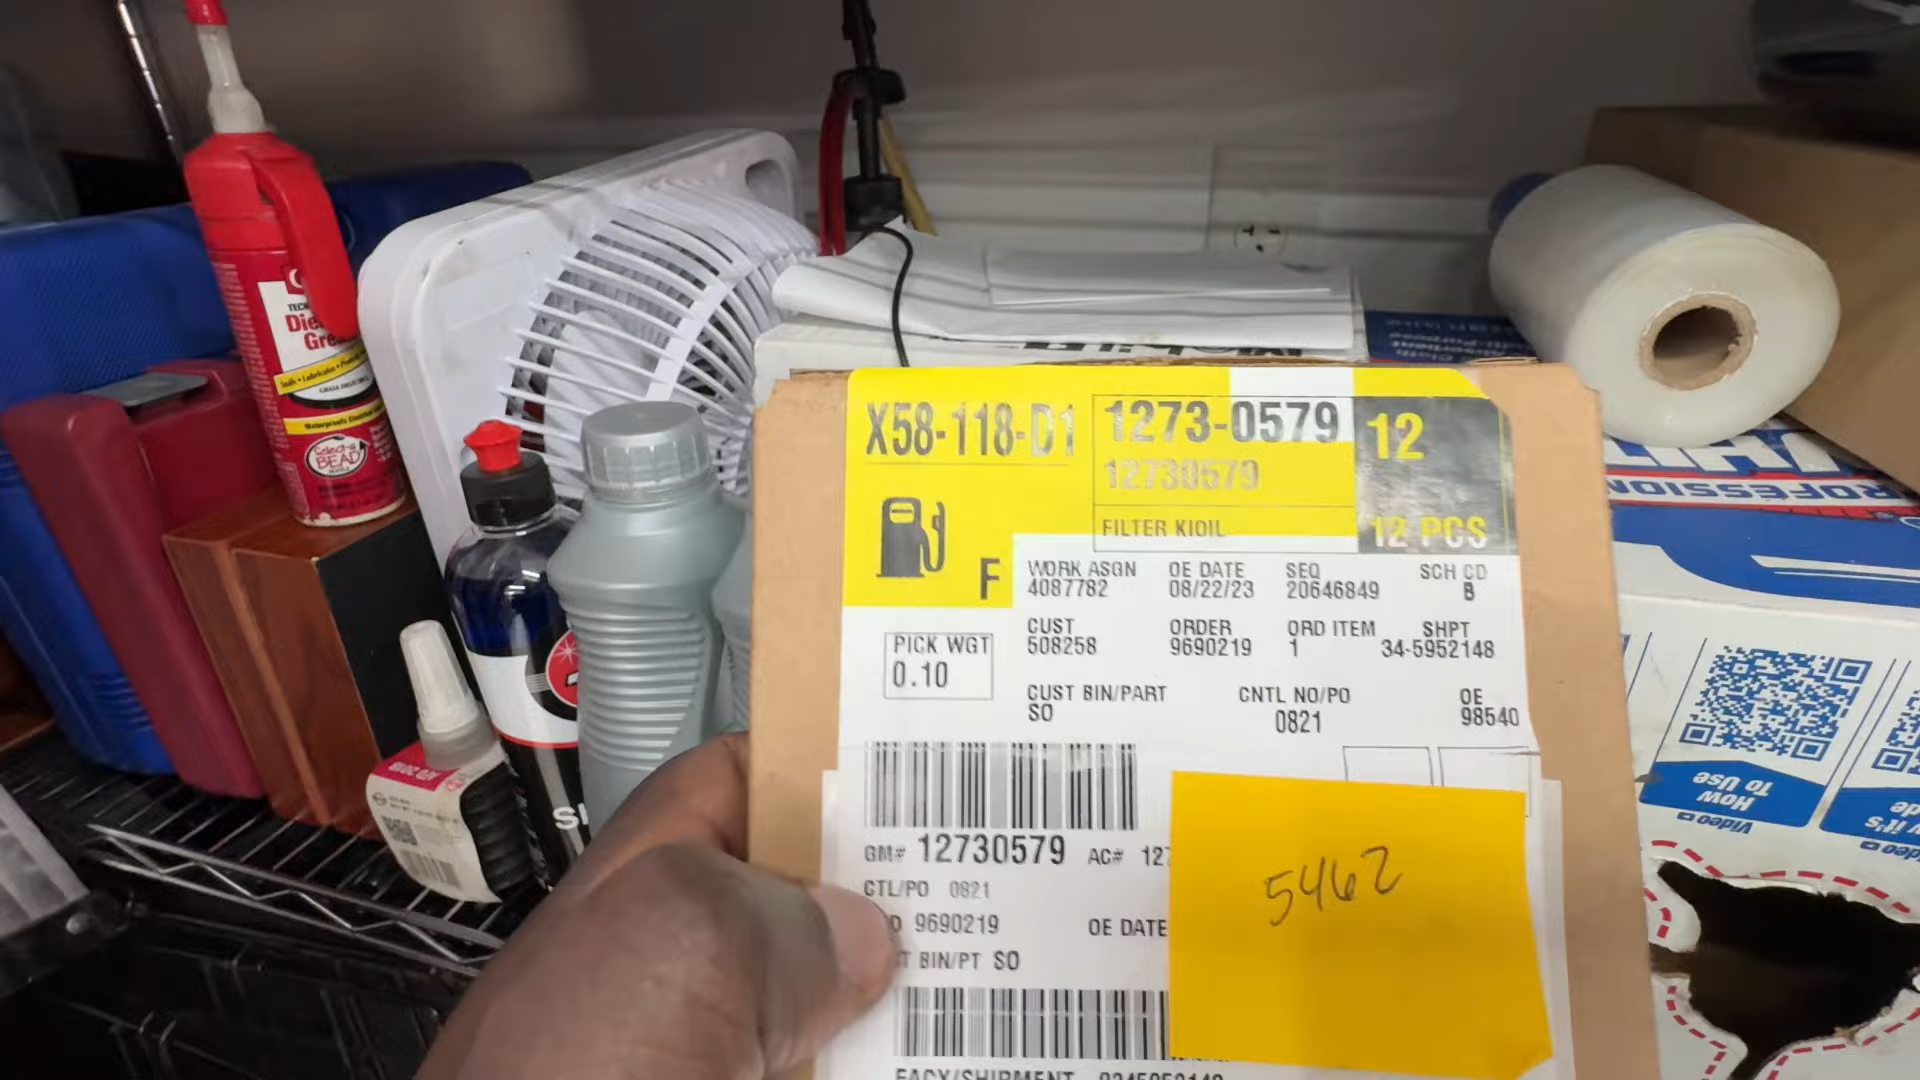 X58-118-D1
1273-0579
12730579
FILTER KIOIL
12
12 PCS
F
WORK ASGN
4087782
OE DATE
08/22/23
SEQ
20646849
SCH CD
B
PICK WGT
0.10
CUST
508258
ORDER
9690219
ORD ITEM
1
SHPT
34-5952148
CUST BIN/PART
SO
CNTL NO/PO
0821
OE
98540
GM# 12730579 AC# 12
CTL/PO 0821
9690219 OE DATE
BIN/PT SO
5462
How
To Use
Video
BEAD